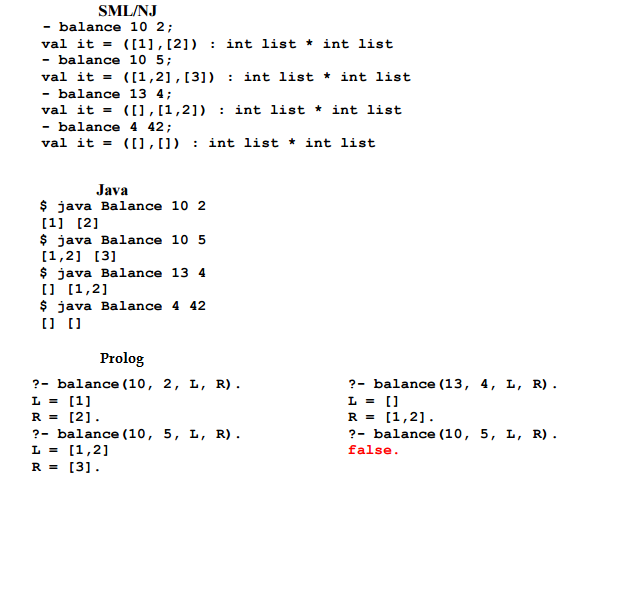 SML/NJ
- balance 10 2;
val it = ([1],[2]) : int list * int list
- balance 10 5;
val it = ([1,2],[3]) : int list * int list
- balance 13 4;
val it = ([],[1,2]) : int list * int list
- balance 4 42;
val it = ([],[]) : int list * int list
Java
$ java Balance 10 2
[1] [2]
$ java Balance 10 5
[1,2] [3]
$ java Balance 13 4
[] [1,2]
$ java Balance 4 42
[] []
Prolog
?- balance(10, 2, L, R).
L = [1]
R = [2].
?- balance(10, 5, L, R).
L = [1,2]
R = [3].
?- balance(13, 4, L, R).
L = []
R = [1,2].
?- balance(10, 5, L, R).
false.